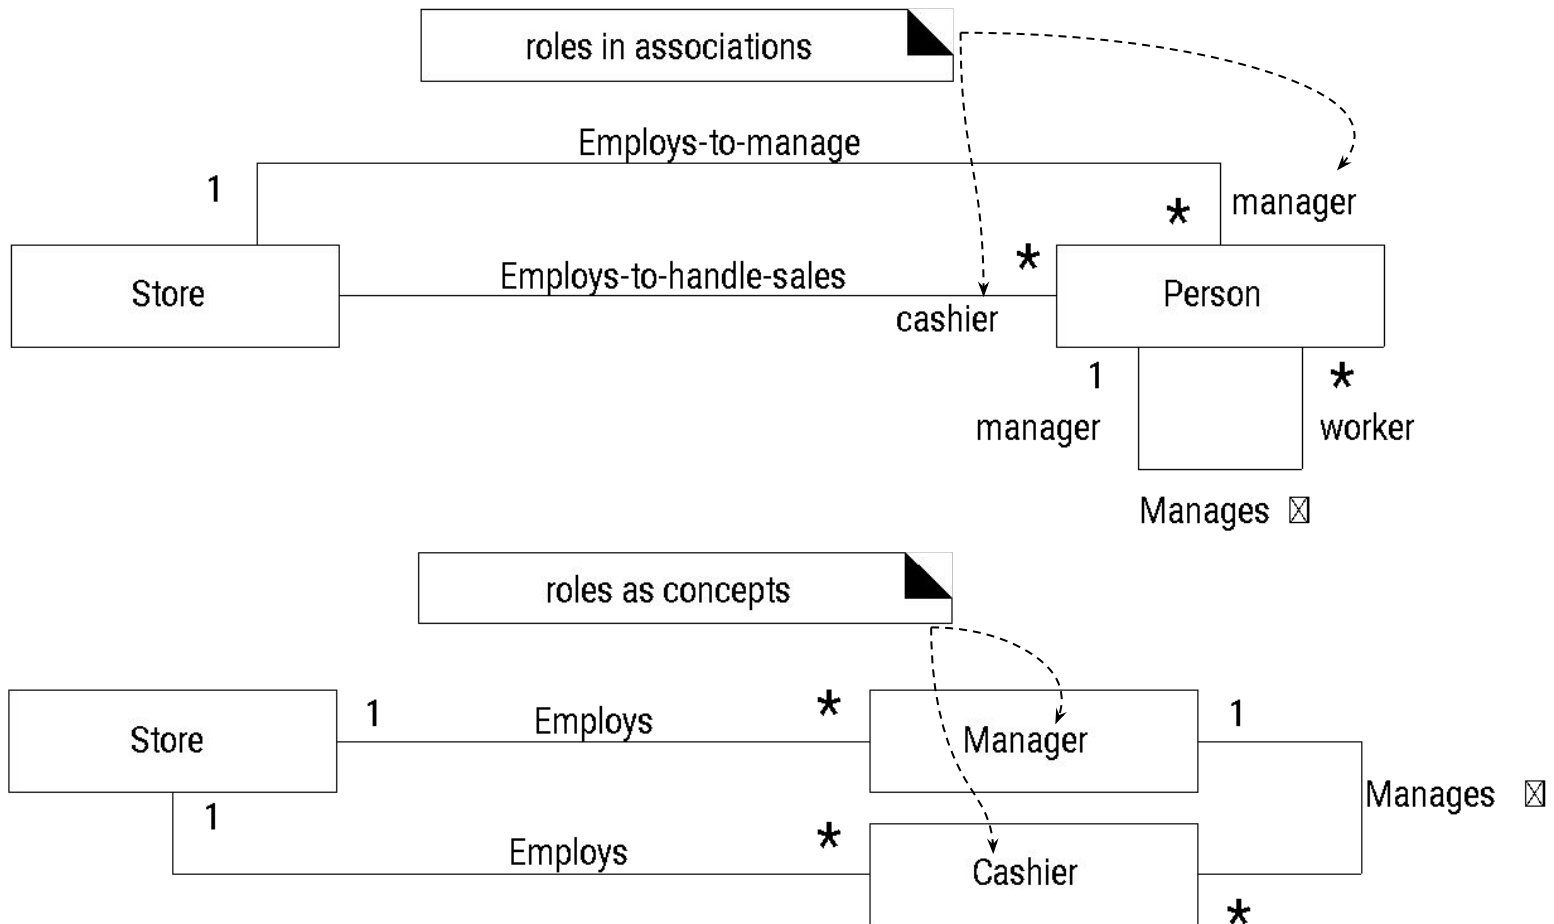 roles in associations
Employs-to-manage
1
manager
*
Employs-to-handle-sales
*
Store
Person
cashier
1
*
manager
worker
Manages
roles as concepts
1
Employs
*
1
Store
Manager
Manages
1
Employs
*
Cashier
*